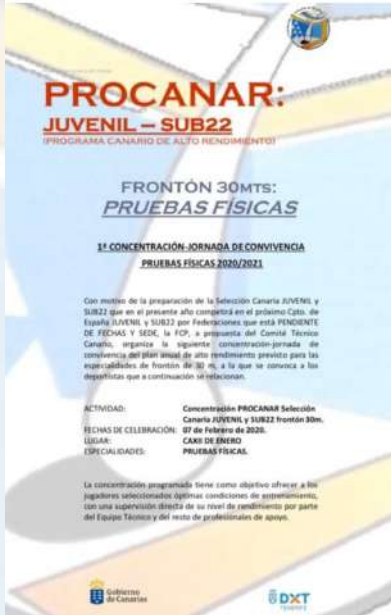 PROCANAR:
JUVENIL – SUB22
(PROGRAMA CANARIO DE ALTO RENDIMIENTO)
FRONTÓN 30MTS:
PRUEBAS FÍSICAS
1ª CONCENTRACIÓN-JORNADA DE CONVIVENCIA
PRUEBAS FÍSICAS 2020/2021
Con motivo de la preparación de la Selección Canaria JUVENIL y
SUB22 que en el presente año competirá en el próximo Cpto. de
España JUVENIL y SUB22 por Federaciones que está PENDIENTE
DE FECHAS Y SEDE, la FCP, a propuesta del Comité Técnico
Canario, organiza la siguiente concentración-jornada de
convivencia del plan anual de alto rendimiento previsto para las
especialidades de frontón de 30 m, a la que se convoca a los
deportistas que a continuación se relacionan.
ACTIVIDAD: Concentración PROCANAR Selección
Canaria JUVENIL y SUB22 frontón 30m.
FECHAS DE CELEBRACIÓN: 07 de Febrero de 2020.
LUGAR: CAXII DE ENERO
ESPECIALIDADES: PRUEBAS FÍSICAS.
La concentración programada tiene como objetivo ofrecer a los
jugadores seleccionados óptimas condiciones de entrenamiento,
con una supervisión directa de su nivel de rendimiento por parte
del Equipo Técnico y del resto de profesionales de apoyo.
Gobierno
de Canarias
DXT